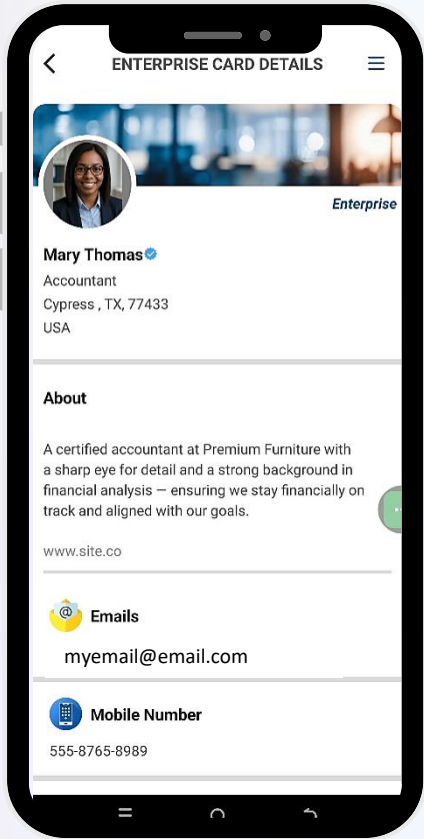 ENTERPRISE CARD DETAILS
Enterprise
Mary Thomas
Accountant
Cypress , TX, 77433
USA
About
A certified accountant at Premium Furniture with
a sharp eye for detail and a strong background in
financial analysis — ensuring we stay financially on
track and aligned with our goals.
www.site.co
@ Emails
myemail@email.com
Mobile Number
555-8765-8989